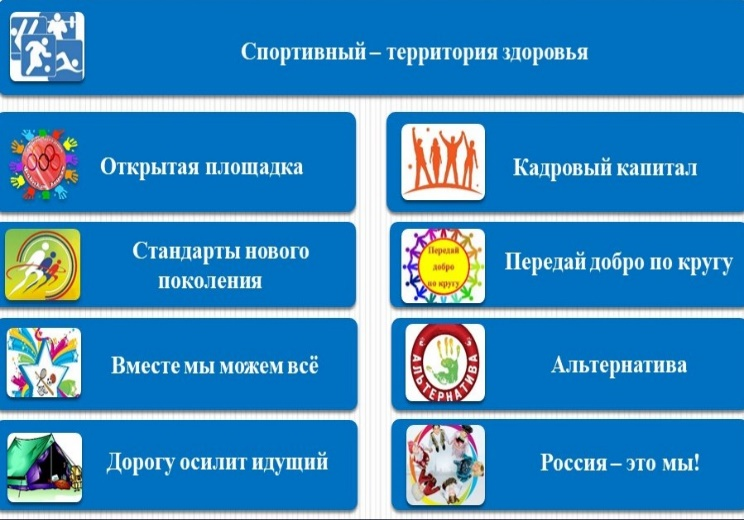 Спортивный – территория здоровья
Открытая площадка
Кадровый капитал
Стандарты нового
поколения
Передай
добро
по кругу
Передай добро по кругу
Вместе мы можем всё
АЛЬТЕРНАТИВА
Альтернатива
Дорогу осилит идущий
Россия – это мы!